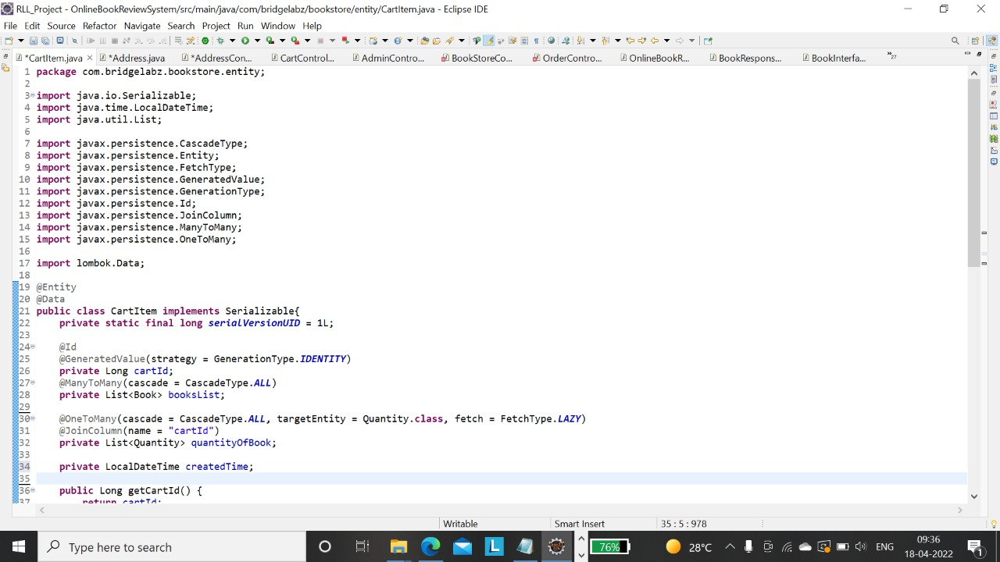 RLL_Project - OnlineBookReviewSystem/src/main/java/com/bridgelabz/bookstore/entity/CartItem.java - Eclipse IDE
File Edit Source Refactor Navigate Search Project Run Window Help
*CartItem.java *Address.java *AddressCon... CartControl... AdminContro... BookStoreCo... OrderContro... OnlineBookR... BookRespons... BookInterfa... »27
1 package com.bridgelabz.bookstore.entity;
2
3 import java.io.Serializable;
4 import java.time.LocalDateTime;
5 import java.util.List;
6
7 import javax.persistence.CascadeType;
8 import javax.persistence.Entity;
9 import javax.persistence.FetchType;
10 import javax.persistence.GeneratedValue;
11 import javax.persistence.GenerationType;
12 import javax.persistence.Id;
13 import javax.persistence.JoinColumn;
14 import javax.persistence.ManyToMany;
15 import javax.persistence.OneToMany;
16
17 import lombok.Data;
18
19 @Entity
20 @Data
21 public class CartItem implements Serializable{
22 private static final long serialVersionUID = 1L;
23
24 @Id
25 @GeneratedValue(strategy = GenerationType.IDENTITY)
26 private Long cartId;
27 @ManyToMany(cascade = CascadeType.ALL)
28 private List<Book> booksList;
29
30 @OneToMany(cascade = CascadeType.ALL, targetEntity = Quantity.class, fetch = FetchType.LAZY)
31 @JoinColumn(name = "cartId")
32 private List<Quantity> quantityOfBook;
33
34 private LocalDateTime createdTime;
35
36 public Long getCartId() {
37 return cartId;
Writable Smart Insert 35 : 5 : 978
Type here to search L 76% 28°C ENG 09:36
18-04-2022 1